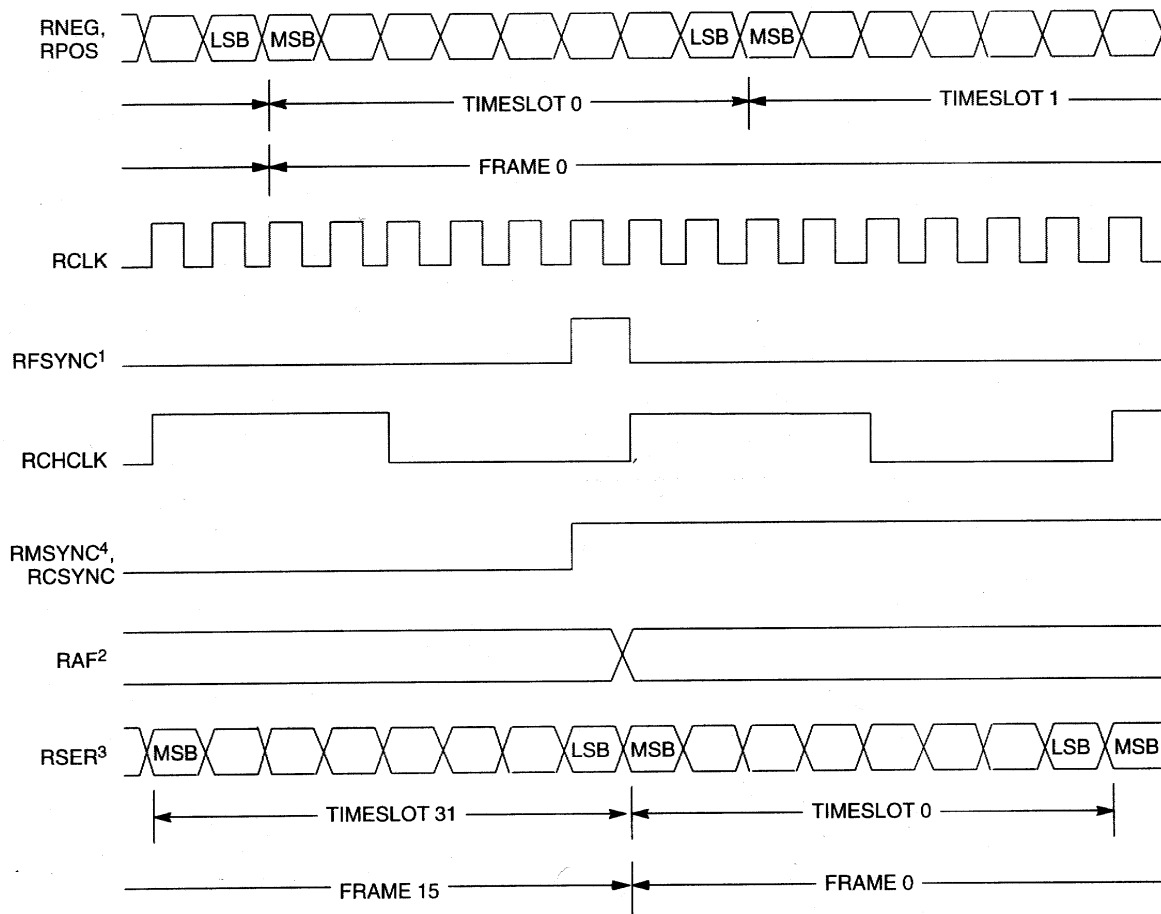 RNEG,
RPOS
LSB MSB LSB MSB
TIMESLOT 0 TIMESLOT 1
FRAME 0
RCLK
RFSYNC1
RCHCLK
RMSYNC4,
RCSYNC
RAF2
RSER3
MSB LSB MSB LSB MSB
TIMESLOT 31 TIMESLOT 0
FRAME 15 FRAME 0